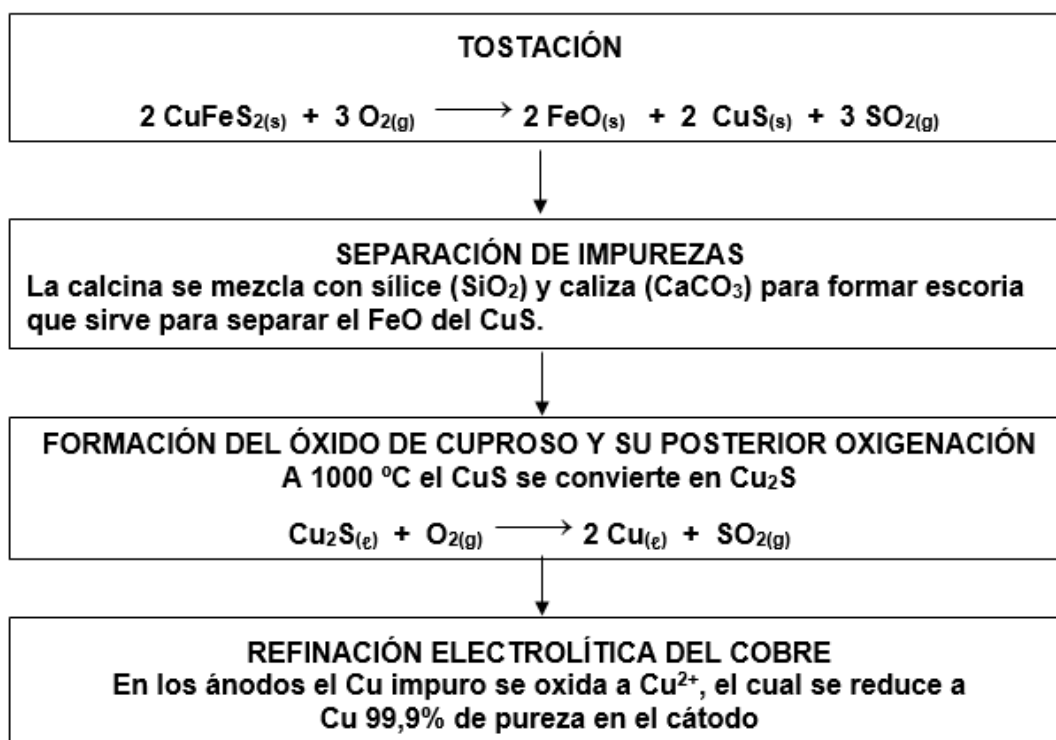 TOSTACIÓN
2 CuFeS₂(s) + 3 O₂(g) ⟶ 2 FeO(s) + 2 CuS(s) + 3 SO₂(g)
SEPARACIÓN DE IMPUREZAS
La calcina se mezcla con sílice (SiO₂) y caliza (CaCO₃) para formar escoria
que sirve para separar el FeO del CuS.
FORMACIÓN DEL ÓXIDO DE CUPROSO Y SU POSTERIOR OXIGENACIÓN
A 1000 ºC el CuS se convierte en Cu₂S
Cu₂S(ℓ) + O₂(g) ⟶ 2 Cu(ℓ) + SO₂(g)
REFINACIÓN ELECTROLÍTICA DEL COBRE
En los ánodos el Cu impuro se oxida a Cu²⁺, el cual se reduce a
Cu 99,9% de pureza en el cátodo